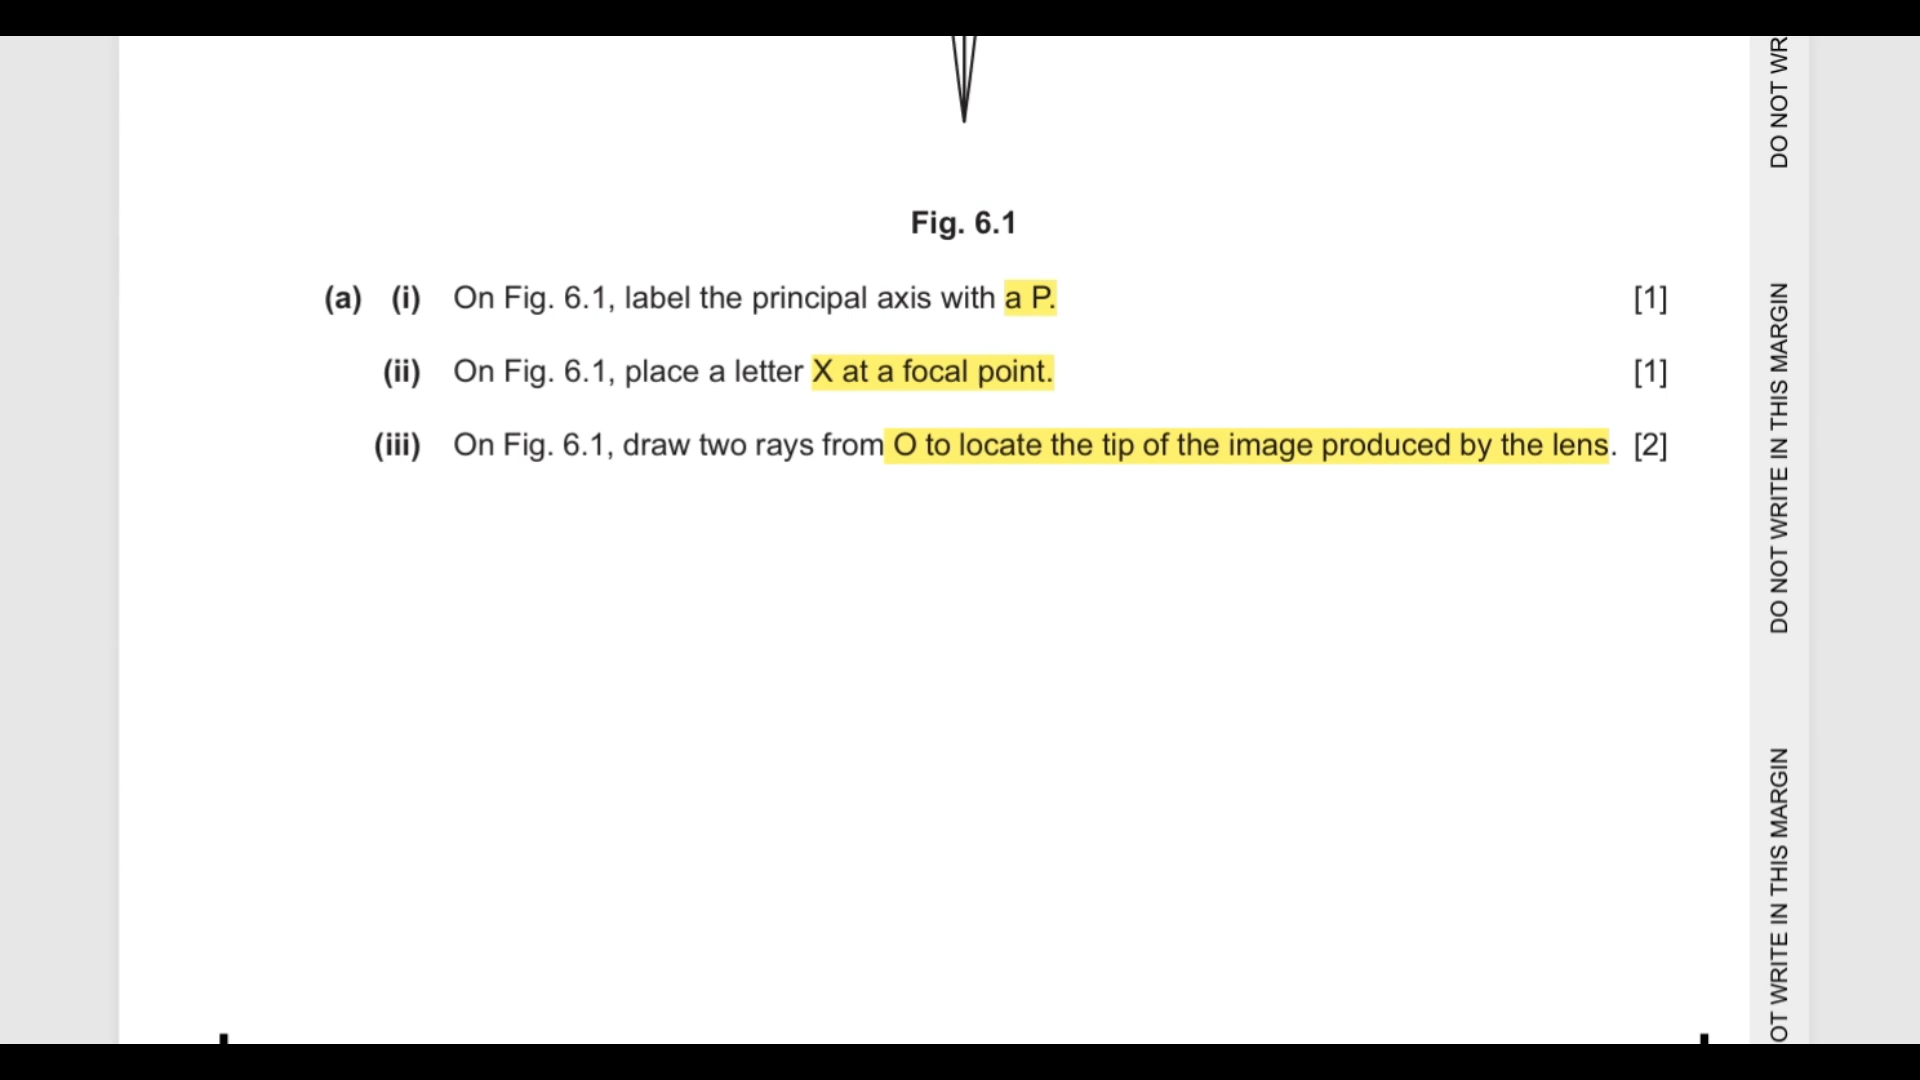 Fig. 6.1
(a) (i) On Fig. 6.1, label the principal axis with a P. [1]
(ii) On Fig. 6.1, place a letter X at a focal point. [1]
(iii) On Fig. 6.1, draw two rays from O to locate the tip of the image produced by the lens. [2]
DO NOT WR
DO NOT WRITE IN THIS MARGIN
OT WRITE IN THIS MARGIN